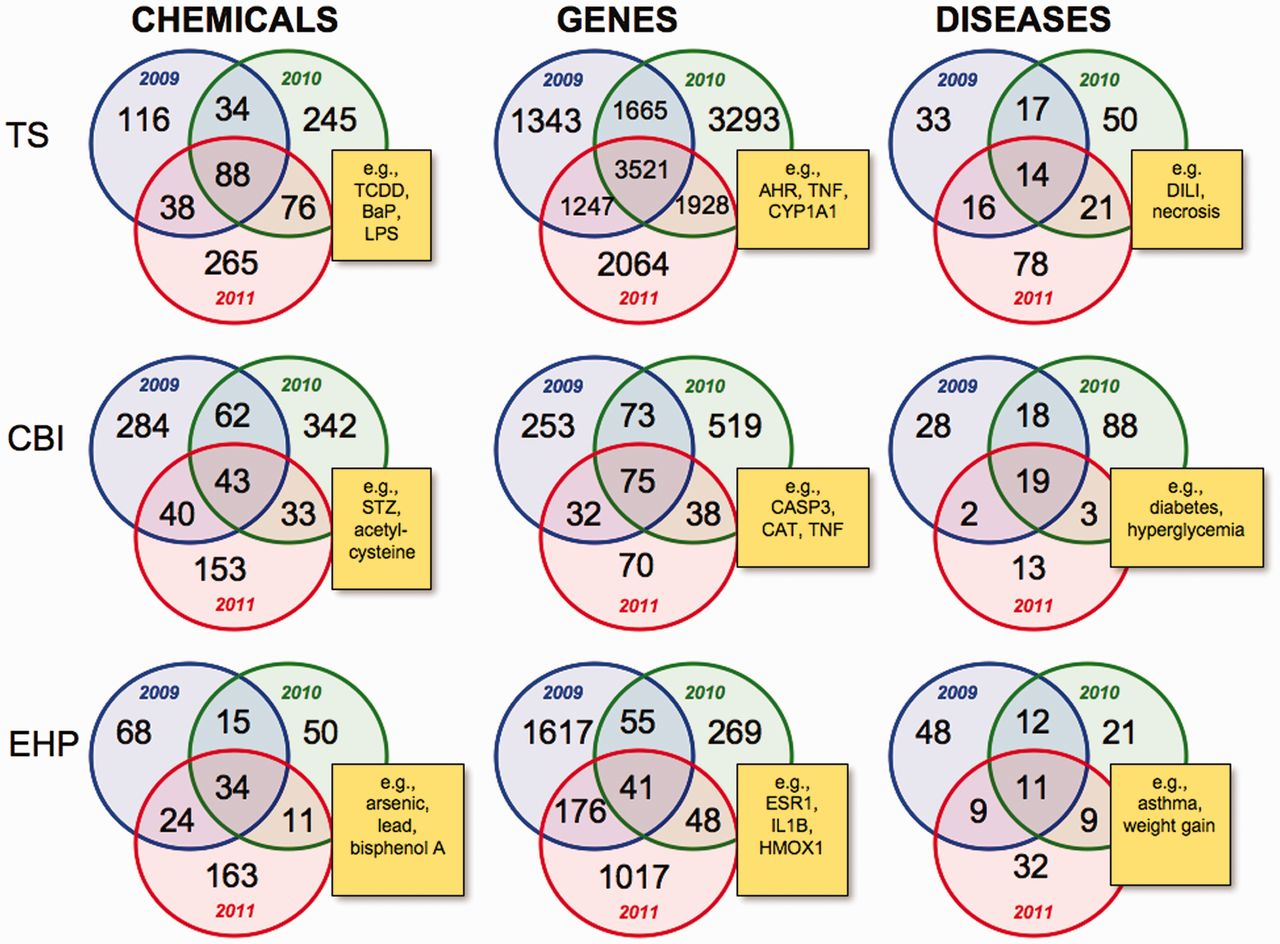 CHEMICALS GENES DISEASES
TS
2009 2010
116 34 245
88
38 76
265
2011
e.g.,
TCDD,
BaP,
LPS
2009 2010
1343 1665 3293
3521
1247 1928
2064
2011
e.g.,
AHR, TNF,
CYP1A1
2009 2010
33 17 50
14
16 21
78
2011
e.g.
DILI,
necrosis
CBI
2009 2010
284 62 342
43
40 33
153
2011
e.g.,
STZ,
acetyl-
cysteine
2009 2010
253 73 519
75
32 38
70
2011
e.g.,
CASP3,
CAT, TNF
2009 2010
28 18 88
19
2 3
13
2011
e.g.,
diabetes,
hyperglycemia
EHP
2009 2010
68 15 50
34
24 11
163
2011
e.g.,
arsenic,
lead,
bisphenol A
2009 2010
1617 55 269
41
176 48
1017
2011
e.g.,
ESR1,
IL1B,
HMOX1
2009 2010
48 12 21
11
9 9
32
2011
e.g.,
asthma,
weight gain